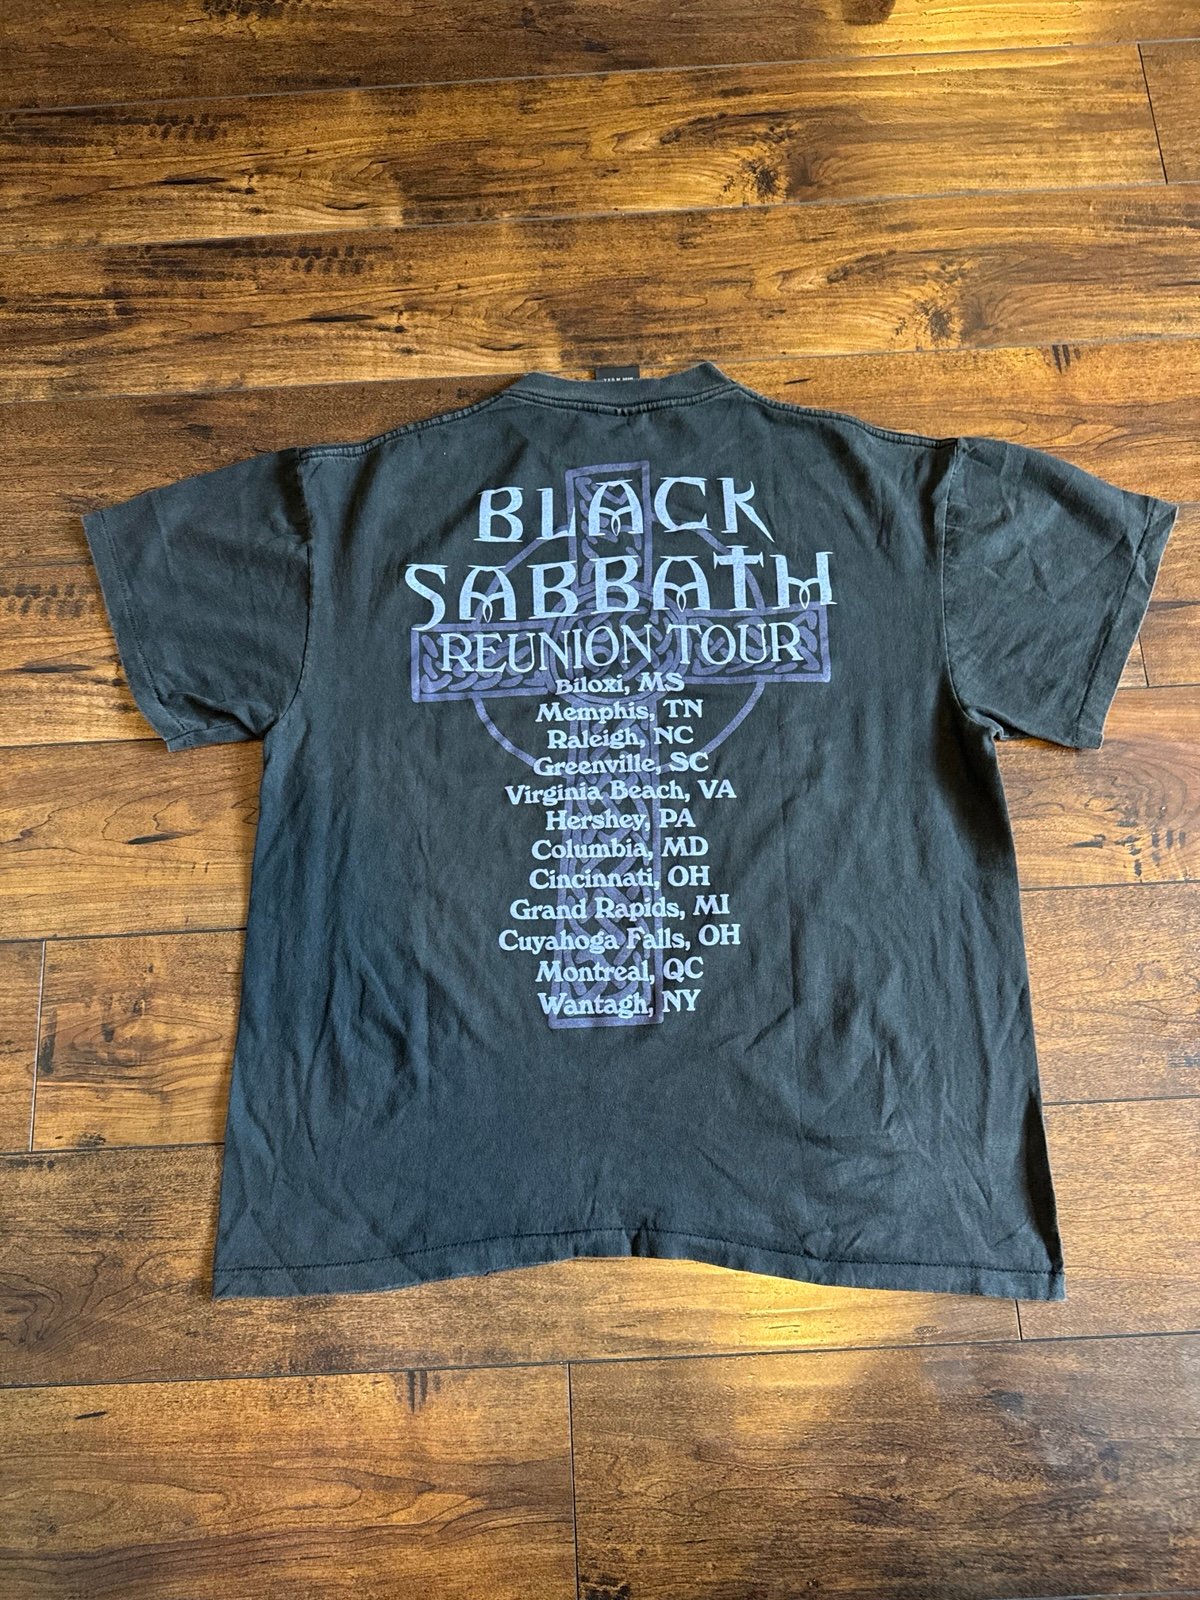 BLACK
SABBATH
REUNION TOUR
Biloxi, MS
Memphis, TN
Raleigh, NC
Greenville, SC
Virginia Beach, VA
Hershey, PA
Columbia, MD
Cincinnati, OH
Grand Rapids, MI
Cuyahoga Falls, OH
Montreal, QC
Wantagh, NY